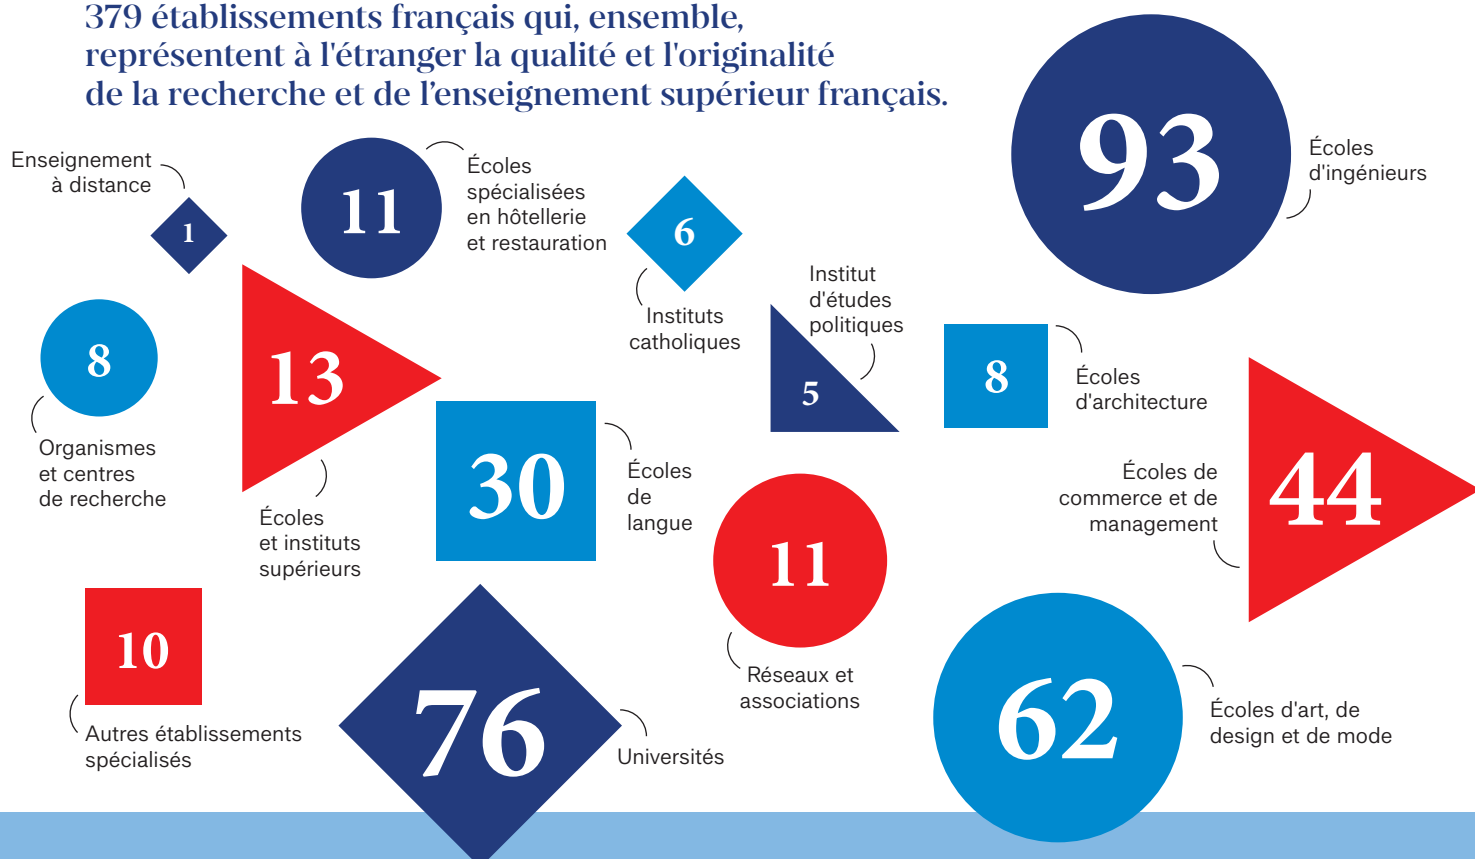 379 établissements français qui, ensemble,
représentent à l'étranger la qualité et l'originalité
de la recherche et de l’enseignement supérieur français.
Enseignement
à distance
1
11
Écoles
spécialisées
en hôtellerie
et restauration
6
Instituts
catholiques
93
Écoles
d'ingénieurs
8
Organismes
et centres
de recherche
13
Écoles
et instituts
supérieurs
30
Écoles
de
langue
Institut
d'études
politiques
5
8
Écoles
d'architecture
Écoles de
commerce et de
management
44
11
Réseaux et
associations
10
Autres établissements
spécialisés
76
Universités
62
Écoles d'art, de
design et de mode